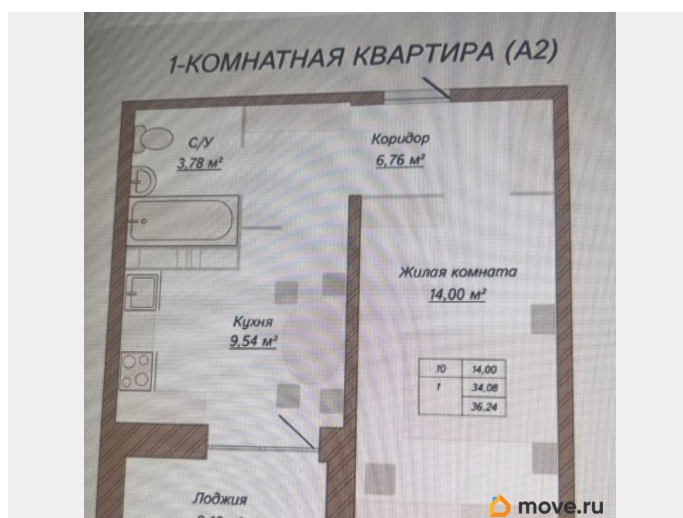 1-КОМНАТНАЯ КВАРТИРА (А2)
С/У
3,78 м²
Коридор
6,76 м²
Жилая комната
14,00 м²
Кухня
9,54 м²
10 14,00
1 34,08
36,24
Лоджия
move.ru